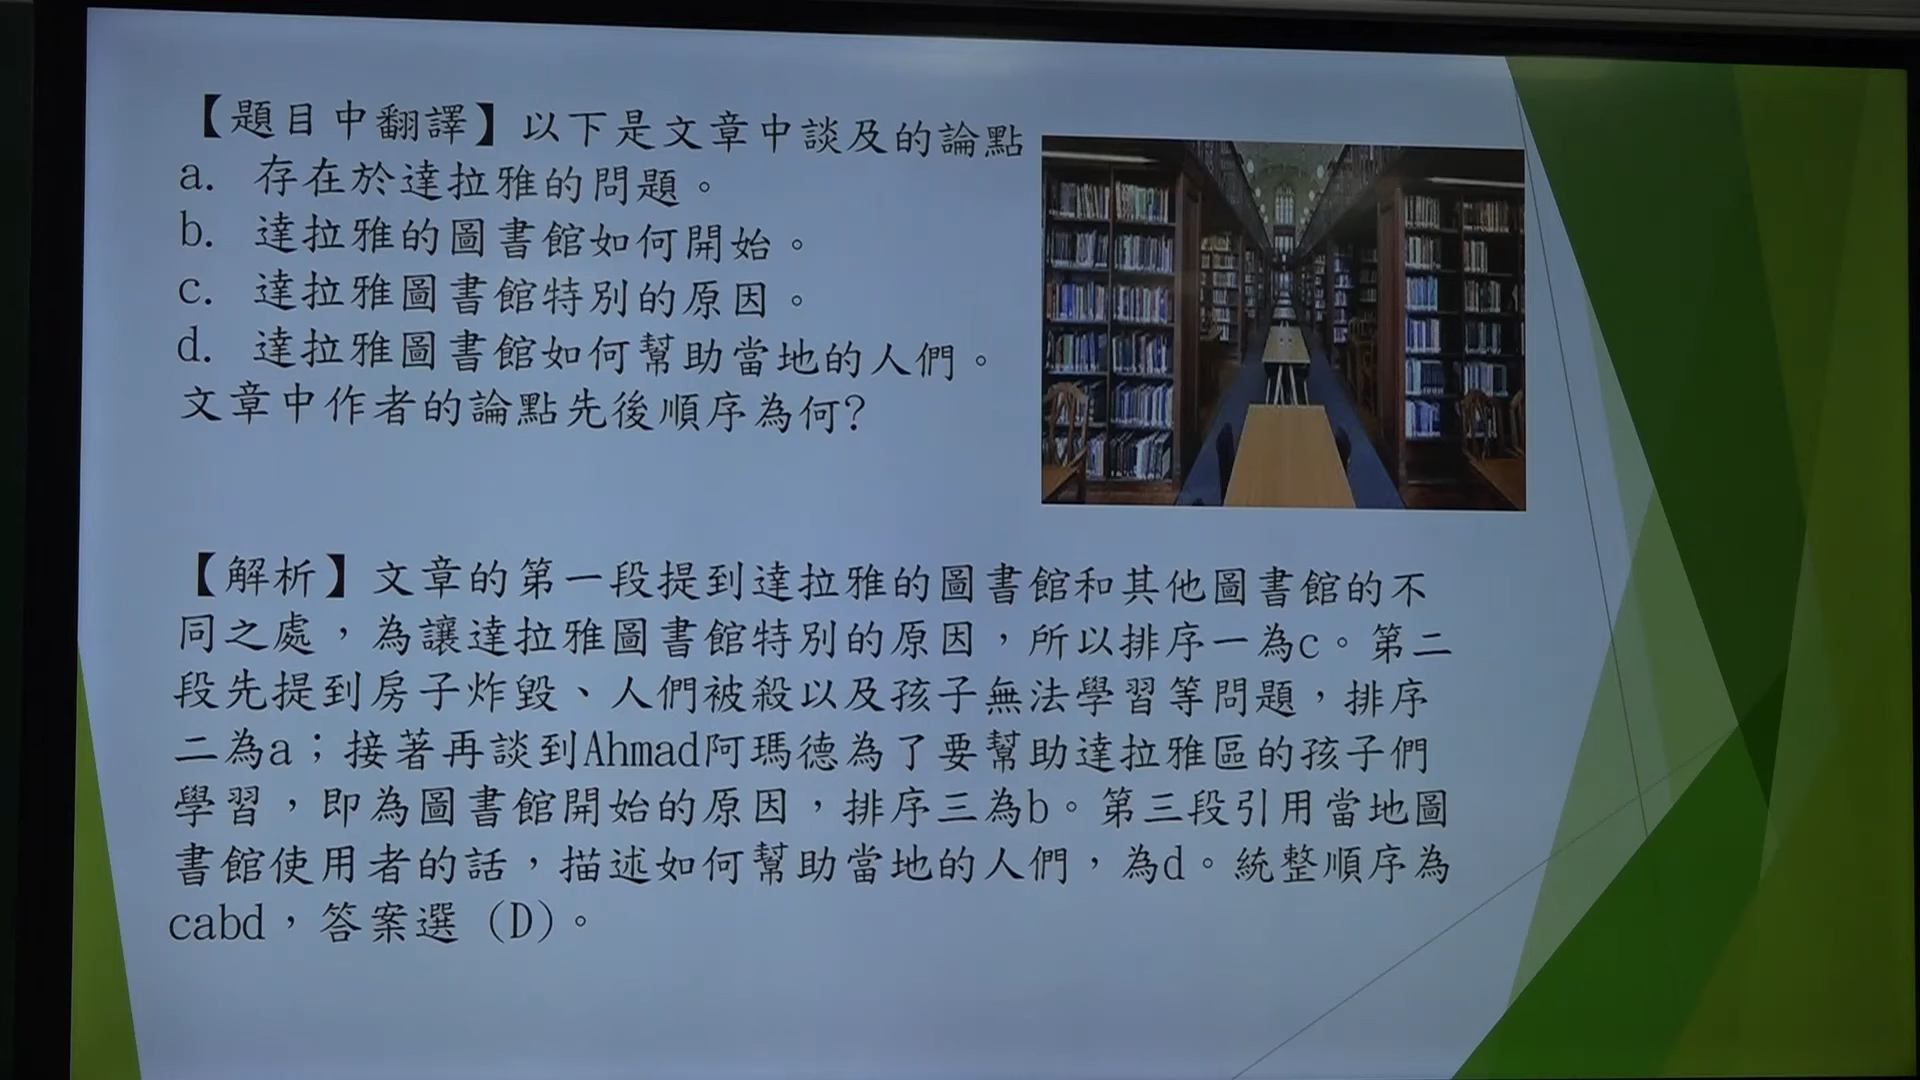 【題目中翻譯】以下是文章中談及的論點
a. 存在於達拉雅的問題。
b. 達拉雅的圖書館如何開始。
c. 達拉雅圖書館特別的原因。
d. 達拉雅圖書館如何幫助當地的人們。
文章中作者的論點先後順序為何?
【解析】文章的第一段提到達拉雅的圖書館和其他圖書館的不
同之處，為讓達拉雅圖書館特別的原因，所以排序一為c。第二
段先提到房子炸毀、人們被殺以及孩子無法學習等問題，排序
二為a；接著再談到Ahmad阿瑪德為了要幫助達拉雅區的孩子們
學習，即為圖書館開始的原因，排序三為b。第三段引用當地圖
書館使用者的話，描述如何幫助當地的人們，為d。統整順序為
cabd，答案選 (D)。